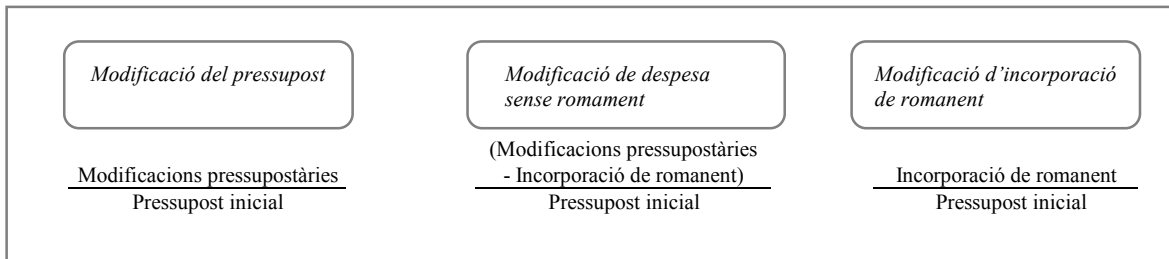 Modificació del pressupost
Modificacions pressupostàries
Pressupost inicial
Modificació de despesa
sense romament
(Modificacions pressupostàries
- Incorporació de romanent)
Pressupost inicial
Modificació d’incorporació
de romanent
Incorporació de romanent
Pressupost inicial